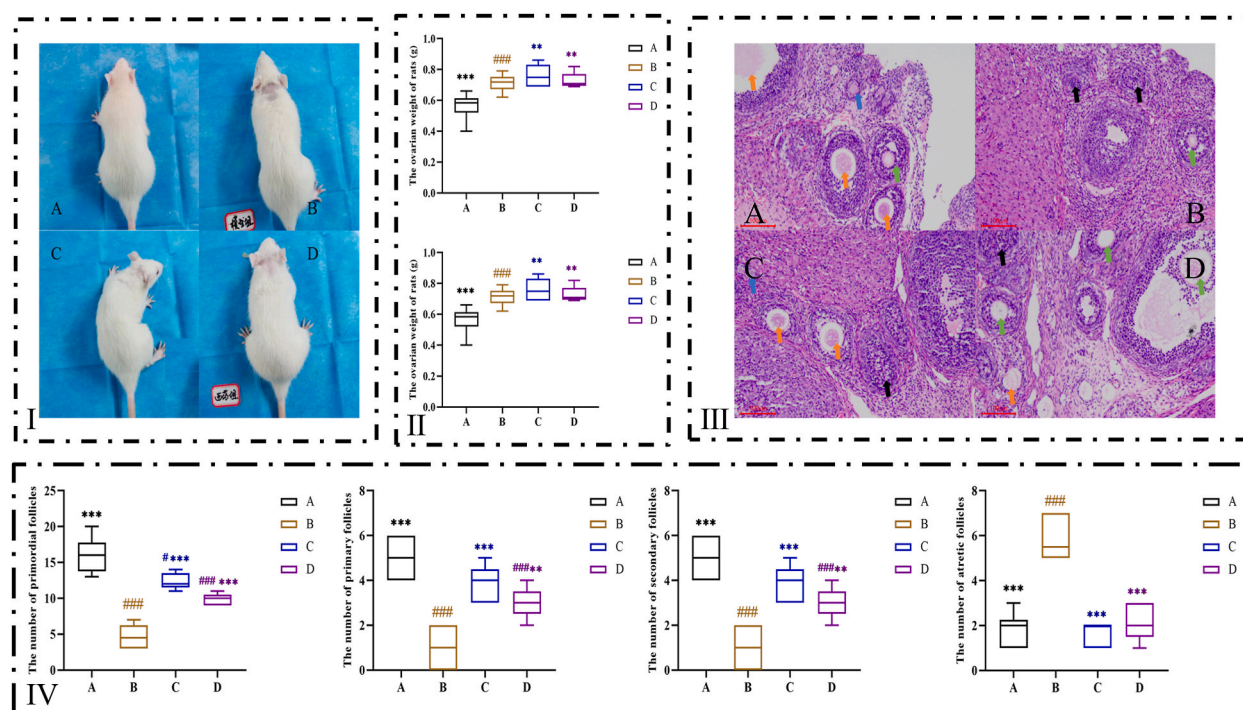 A
B
C
D
I
The ovarian weight of rats (g)
1.0
0.8
0.6
0.4
0.2
0.0
***
###
**
**
A
B
C
D
A
B
C
D
The ovarian weight of rats (g)
1.0
0.8
0.6
0.4
0.2
0.0
***
###
**
**
A
B
C
D
A
B
C
D
II
A
B
C
D
III
The number of primordial follicles
25
20
15
10
5
0
***
###
#***
### ***
A
B
C
D
A
B
C
D
The number of primary follicles
8
6
4
2
0
***
###
***
###**
A
B
C
D
A
B
C
D
The number of secondary follicles
8
6
4
2
0
***
###
***
###**
A
B
C
D
A
B
C
D
The number of atretic follicles
8
6
4
2
0
***
###
***
***
A
B
C
D
A
B
C
D
IV